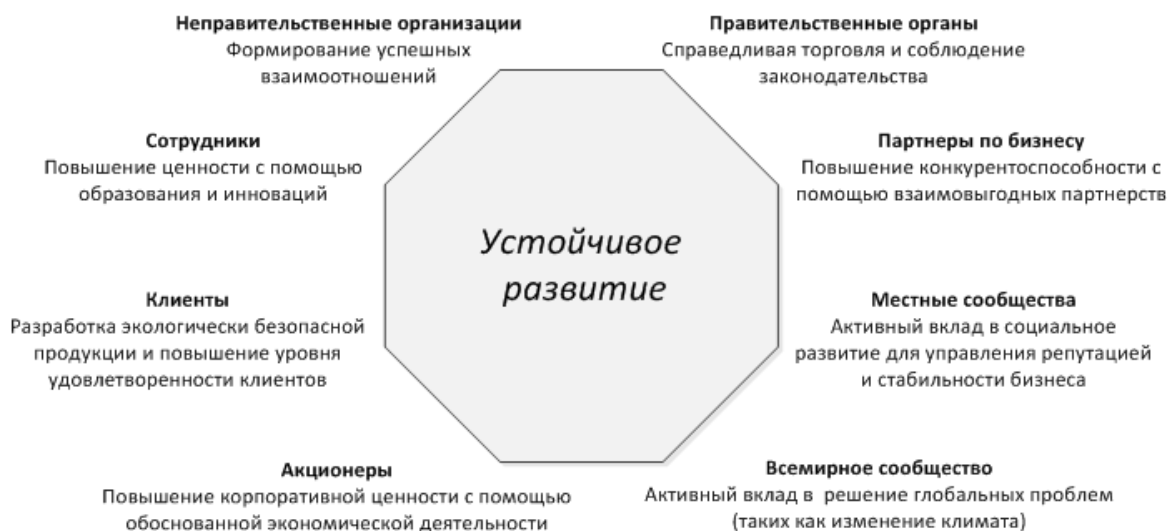 Неправительственные организации
Формирование успешных
взаимоотношений
Правительственные органы
Справедливая торговля и соблюдение
законодательства
Сотрудники
Повышение ценности с помощью
образования и инноваций
Партнеры по бизнесу
Повышение конкурентоспособности с
помощью взаимовыгодных партнерств
Устойчивое
развитие
Клиенты
Разработка экологически безопасной
продукции и повышение уровня
удовлетворенности клиентов
Местные сообщества
Активный вклад в социальное
развитие для управления репутацией
и стабильности бизнеса
Акционеры
Повышение корпоративной ценности с помощью
обоснованной экономической деятельности
Всемирное сообщество
Активный вклад в решение глобальных проблем
(таких как изменение климата)